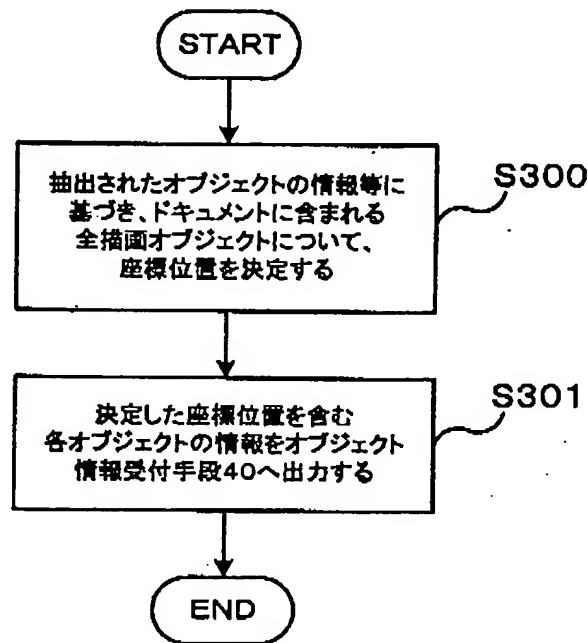 START
抽出されたオブジェクトの情報等に
基づき、ドキュメントに含まれる
全描画オブジェクトについて、
座標位置を決定する
S300
決定した座標位置を含む
各オブジェクトの情報をオブジェクト
情報受付手段40へ出力する
S301
END